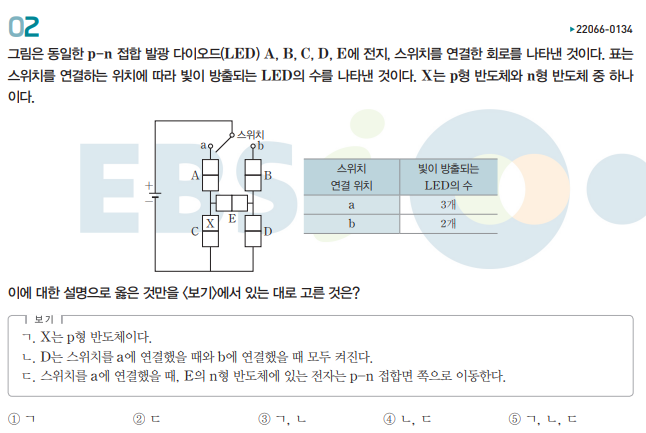 02
▶22066-0134
그림은 동일한 p-n 접합 발광 다이오드(LED) A, B, C, D, E에 전지, 스위치를 연결한 회로를 나타낸 것이다. 표는
스위치를 연결하는 위치에 따라 빛이 방출되는 LED의 수를 나타낸 것이다. X는 p형 반도체와 n형 반도체 중 하나
이다.
스위치
a b
A B
+
−
E
C X D
스위치 연결 위치 빛이 방출되는 LED의 수
a 3개
b 2개
EBSi
이에 대한 설명으로 옳은 것만을 〈보기〉에서 있는 대로 고른 것은?
보기
ㄱ. X는 p형 반도체이다.
ㄴ. D는 스위치를 a에 연결했을 때와 b에 연결했을 때 모두 켜진다.
ㄷ. 스위치를 a에 연결했을 때, E의 n형 반도체에 있는 전자는 p-n 접합면 쪽으로 이동한다.
① ㄱ ② ㄷ ③ ㄱ, ㄴ ④ ㄴ, ㄷ ⑤ ㄱ, ㄴ, ㄷ